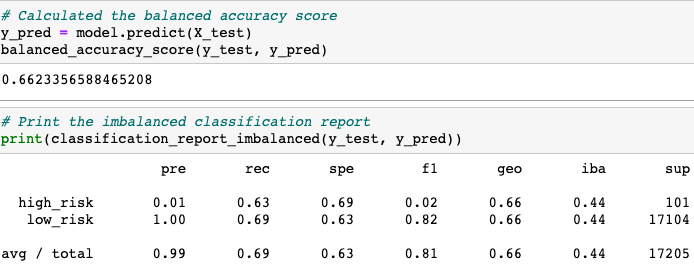 # Calculated the balanced accuracy score
y_pred = model.predict(X_test)
balanced_accuracy_score(y_test, y_pred)
0.6623356588465208
# Print the imbalanced classification report
print(classification_report_imbalanced(y_test, y_pred))
pre rec spe f1 geo iba sup
high_risk 0.01 0.63 0.69 0.02 0.66 0.44 101
low_risk 1.00 0.69 0.63 0.82 0.66 0.44 17104
avg / total 0.99 0.69 0.63 0.81 0.66 0.44 17205